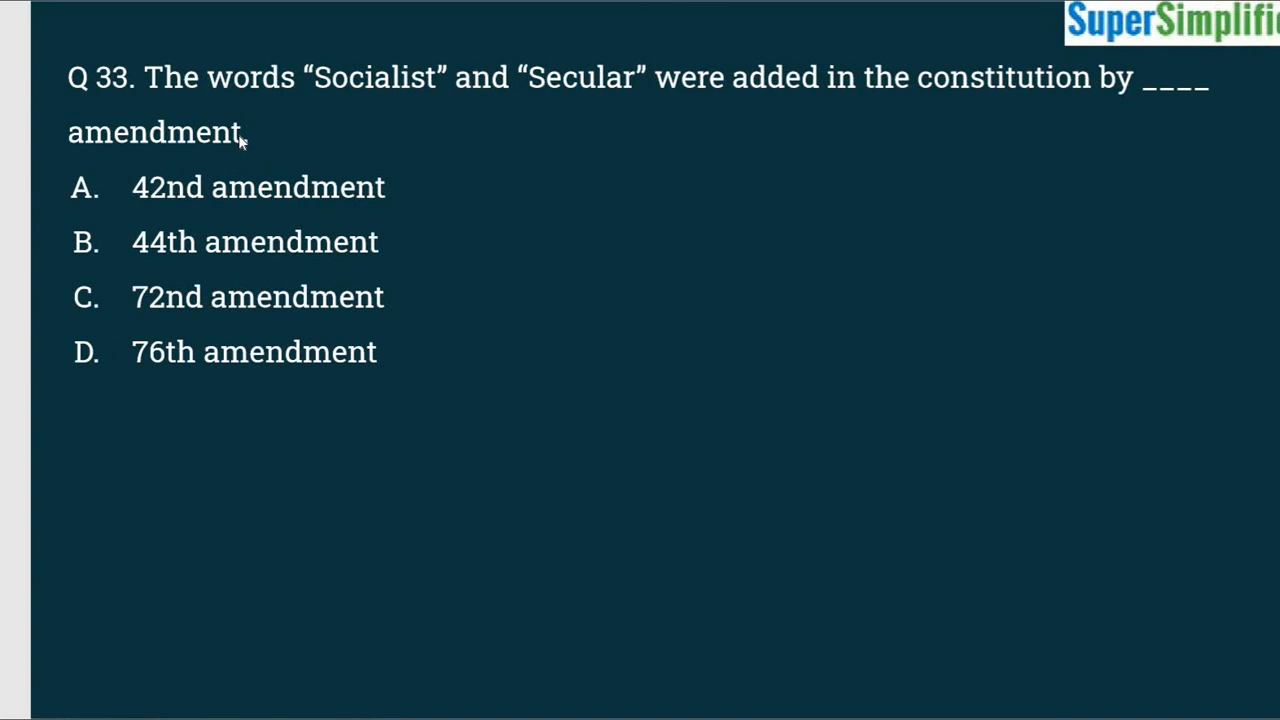 SuperSimplifi
Q 33. The words “Socialist” and “Secular” were added in the constitution by ____
amendment.
A. 42nd amendment
B. 44th amendment
C. 72nd amendment
D. 76th amendment